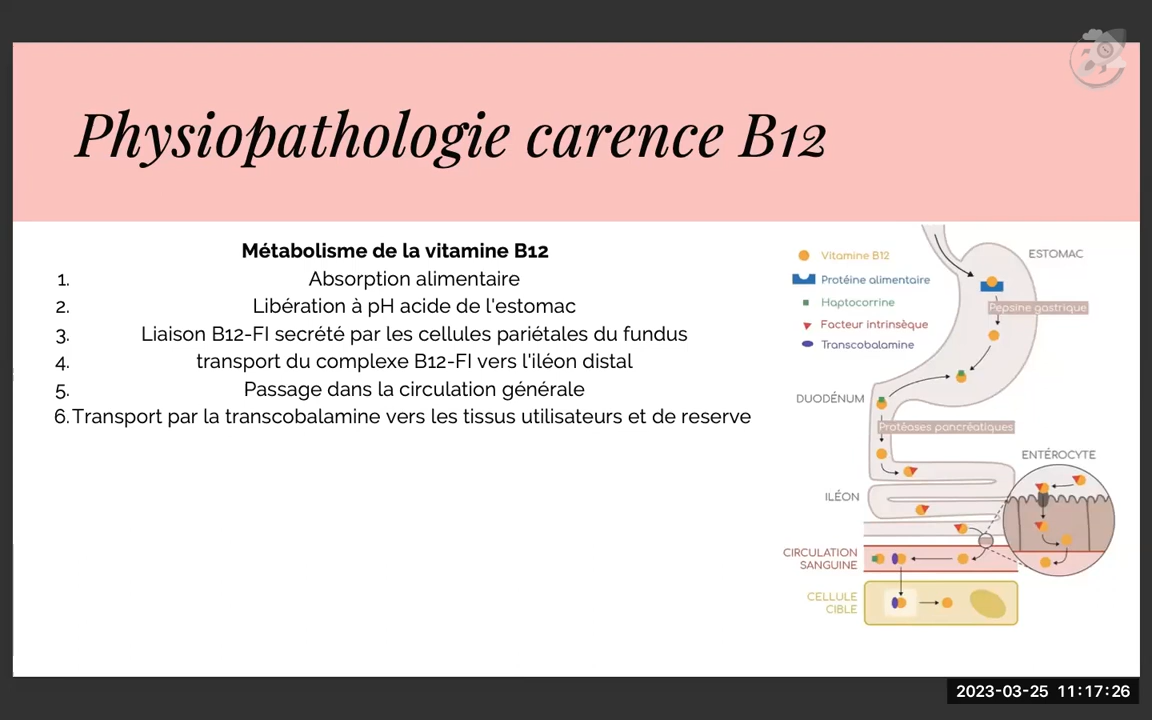 Physiopathologie carence B12
Métabolisme de la vitamine B12
1. Absorption alimentaire
2. Libération à pH acide de l'estomac
3. Liaison B12-FI secrété par les cellules pariétales du fundus
4. transport du complexe B12-FI vers l'iléon distal
5. Passage dans la circulation générale
6. Transport par la transcobalamine vers les tissus utilisateurs et de reserve
Vitamine B12
Protéine alimentaire
Haptocorrine
Facteur intrinsèque
Transcobalamine
ESTOMAC
Pepsine gastrique
DUODÉNUM
Protéases pancréatiques
ENTÉROCYTE
ILÉON
CIRCULATION
SANGUINE
CELLULE
CIBLE
2023-03-25 11:17:26